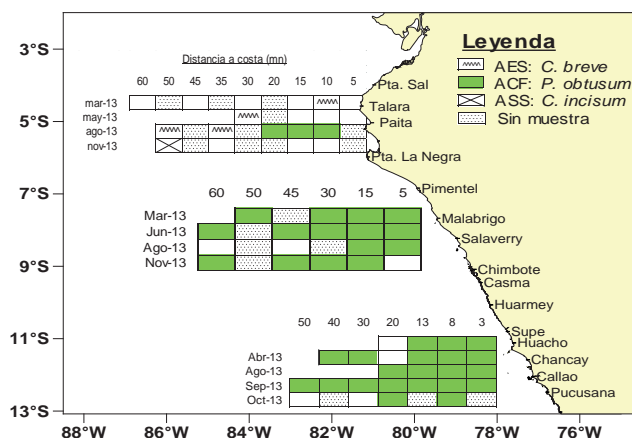 3°S
5°S
7°S
9°S
11°S
13°S
88°W 86°W 84°W 82°W 80°W 78°W
Leyenda
AES: C. breve
ACF: P. obtusum
ASS: C. incisum
Sin muestra
Distancia a costa (mn)
60 50 45 35 30 20 15 10 5
mar-13
may-13
ago-13
nov-13
60 50 45 30 15 5
Mar-13
Jun-13
Ago-13
Nov-13
50 40 30 20 13 8 3
Abr-13
Ago-13
Sep-13
Oct-13
Pta. Sal
Talara
Paita
Pta. La Negra
Pimentel
Malabrigo
Salaverry
Chimbote
Casma
Huarmey
Supe
Huacho
Chancay
Callao
Pucusana